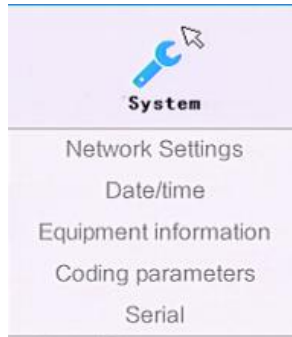 System
Network Settings
Date/time
Equipment information
Coding parameters
Serial